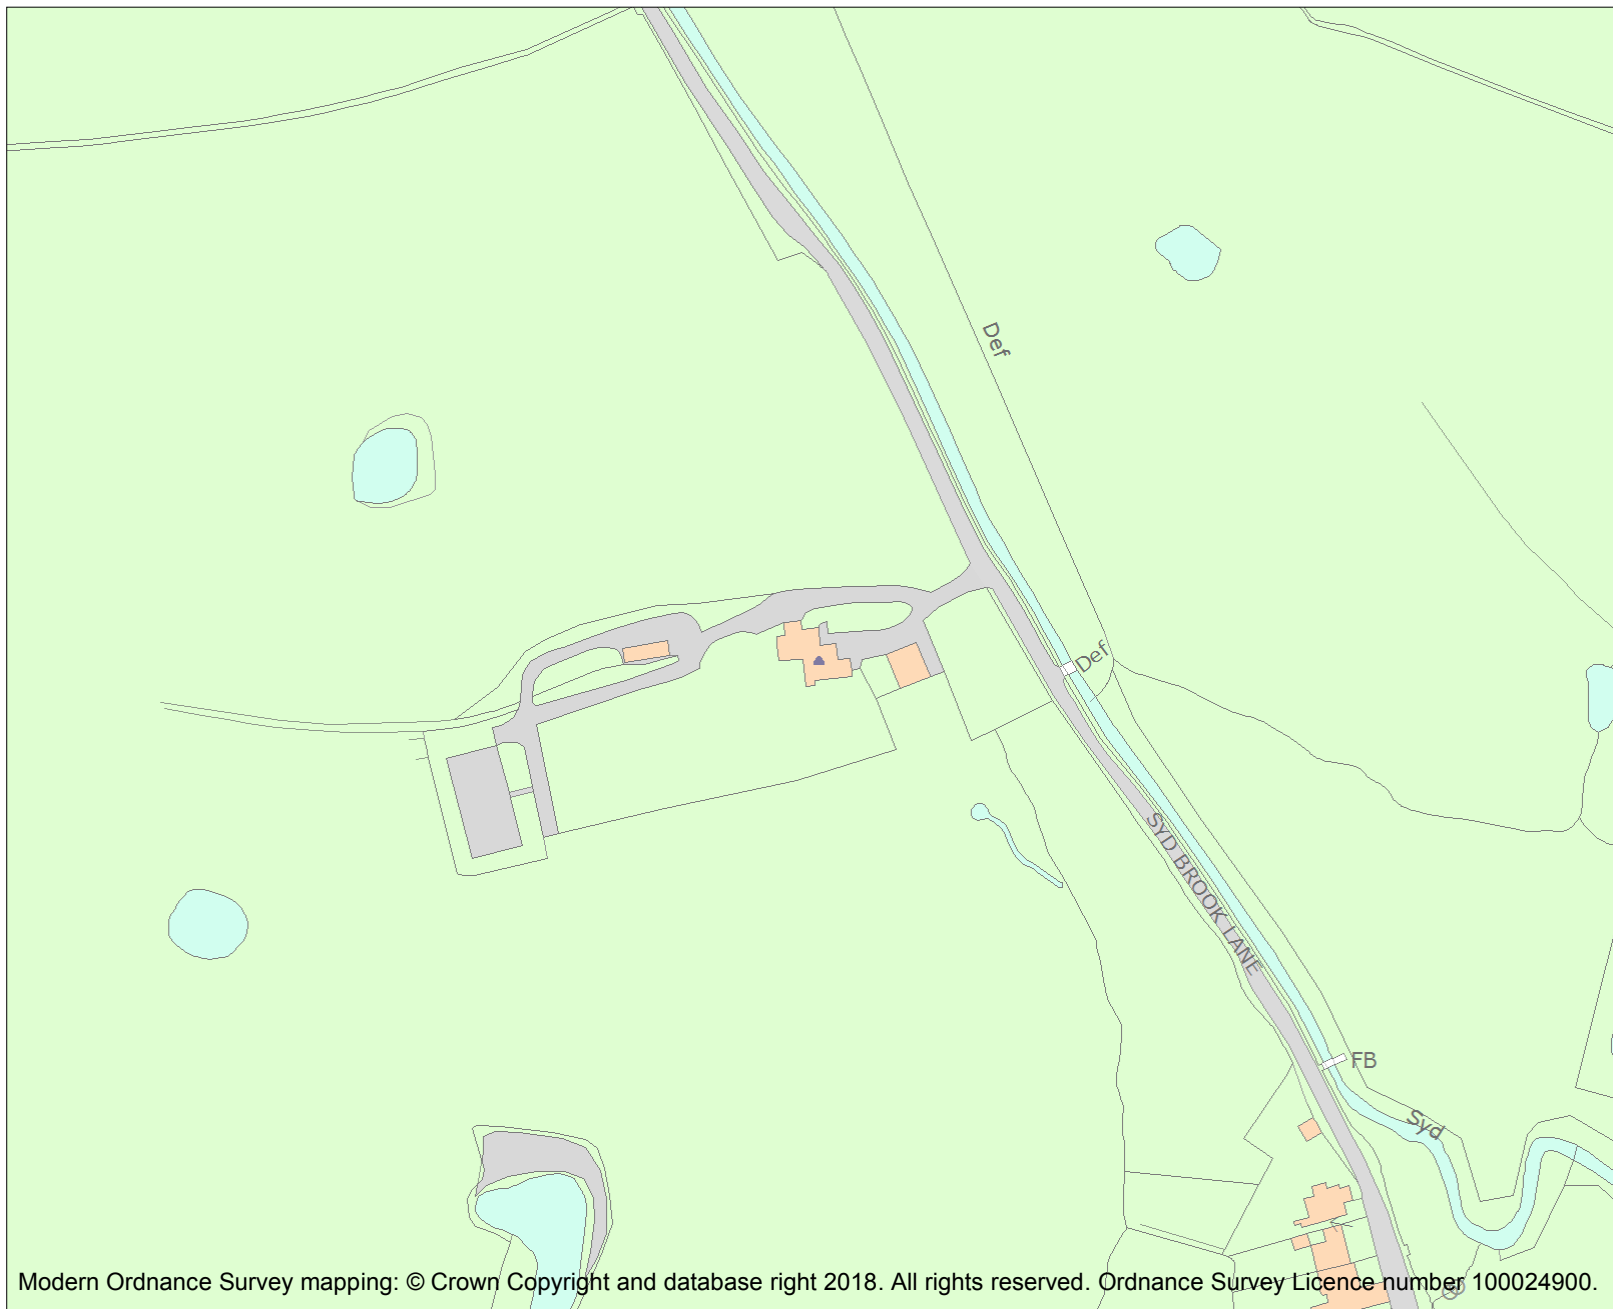 Def
Def
SYD BROOK LANE
FB
Syd
Modern Ordnance Survey mapping: © Crown Copyright and database right 2018. All rights reserved. Ordnance Survey Licence number 100024900.